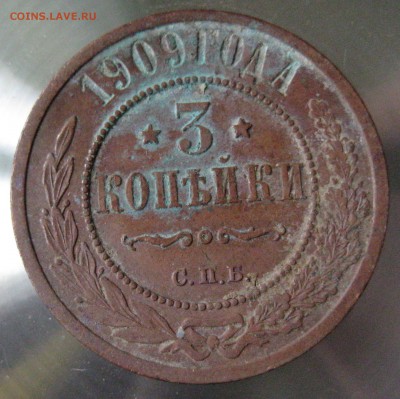 COINS.LAVE.RU
1909 ГОДА
3
КОПѢЙКИ
С.П.Б.